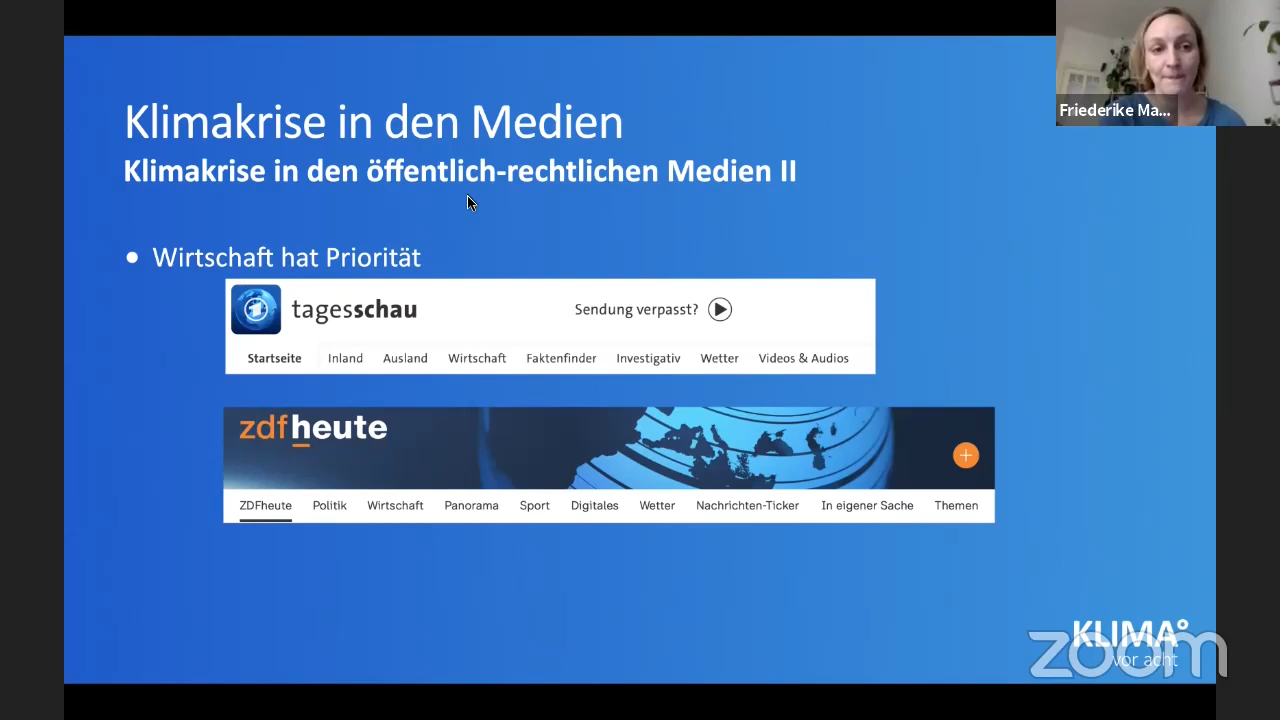 Klimakrise in den Medien
Klimakrise in den öffentlich-rechtlichen Medien II
Friederike Ma...
● Wirtschaft hat Priorität
1 tagesschau Sendung verpasst?
Startseite Inland Ausland Wirtschaft Faktenfinder Investigativ Wetter Videos & Audios
zdfheute
ZDFheute Politik Wirtschaft Panorama Sport Digitales Wetter Nachrichten-Ticker In eigener Sache Themen
KLIMA°
vor acht
zoom